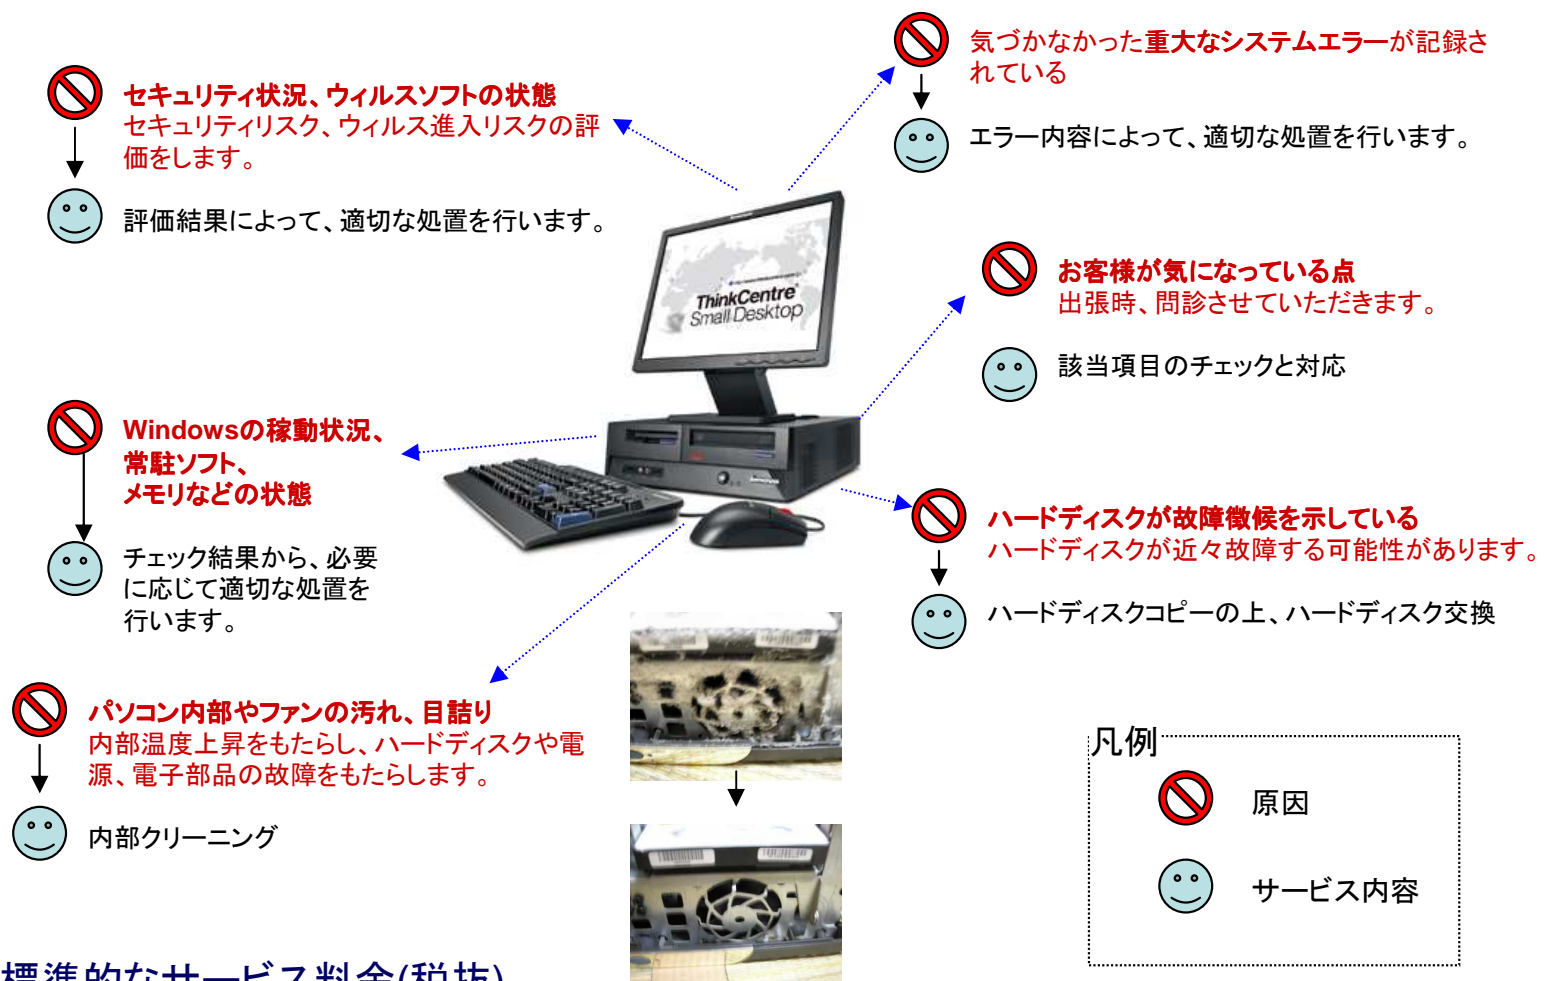 気づかなかった重大なシステムエラーが記録さ
れている
エラー内容によって、適切な処置を行います。
セキュリティ状況、ウィルスソフトの状態
セキュリティリスク、ウィルス進入リスクの評
価をします。
評価結果によって、適切な処置を行います。
ThinkCentre
Small Desktop
お客様が気になっている点
出張時、問診させていただきます。
該当項目のチェックと対応
Windowsの稼動状況、
常駐ソフト、
メモリなどの状態
チェック結果から、必要
に応じて適切な処置を
行います。
ハードディスクが故障徴候を示している
ハードディスクが近々故障する可能性があります。
ハードディスクコピーの上、ハードディスク交換
パソコン内部やファンの汚れ、目詰り
内部温度上昇をもたらし、ハードディスクや電
源、電子部品の故障をもたらします。
内部クリーニング
凡例
原因
サービス内容
標準的なサービス料金(税抜)